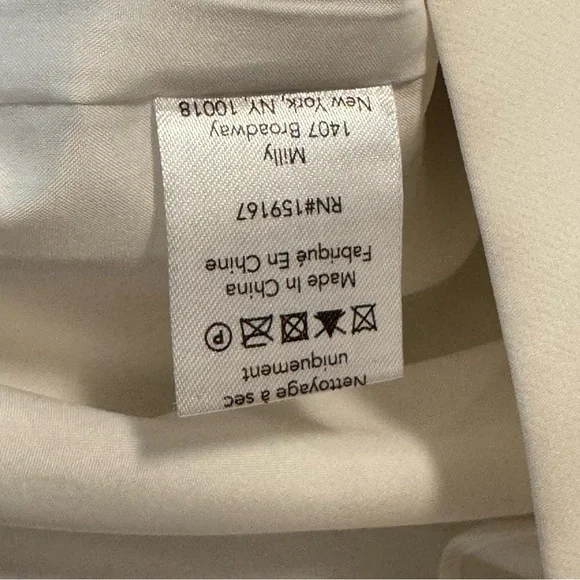 Nettoyage à sec
uniquement
P
Made In China
Fabriqué En Chine
RN#159167
Milly
1407 Broadway
New York, NY, 10018